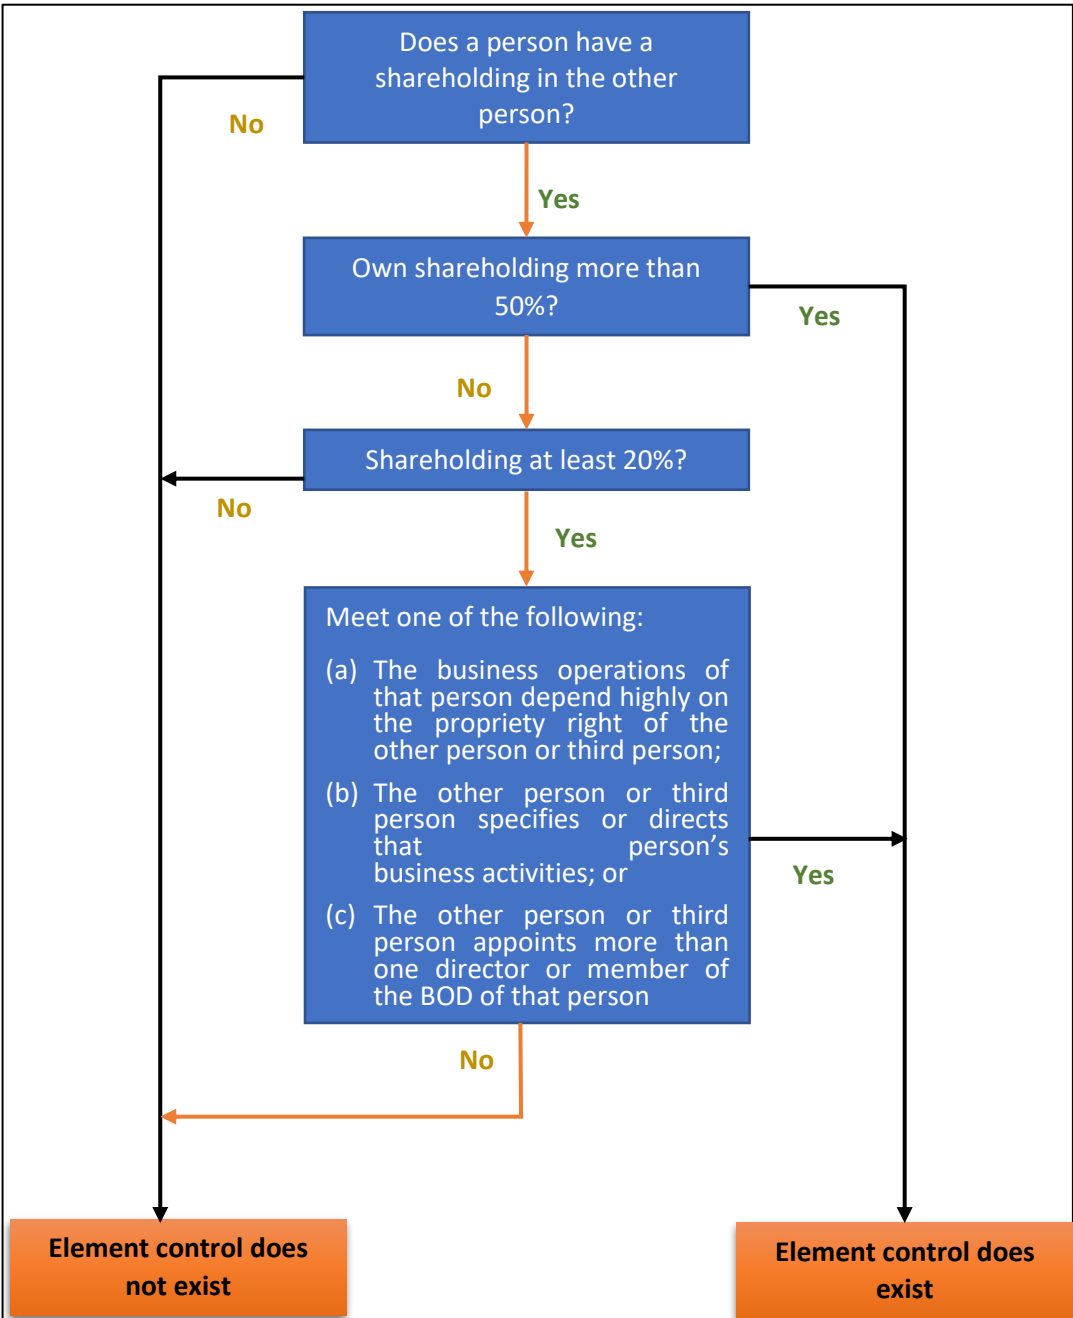 Does a person have a
shareholding in the other
person?
No
Yes
Own shareholding more than
50%?
Yes
No
Shareholding at least 20%?
No
Yes
Meet one of the following:
(a) The business operations of
that person depend highly on
the propriety right of the
other person or third person;
(b) The other person or third
person specifies or directs
that person’s
business activities; or
(c) The other person or third
person appoints more than
one director or member of
the BOD of that person
Yes
No
Element control does
not exist
Element control does
exist